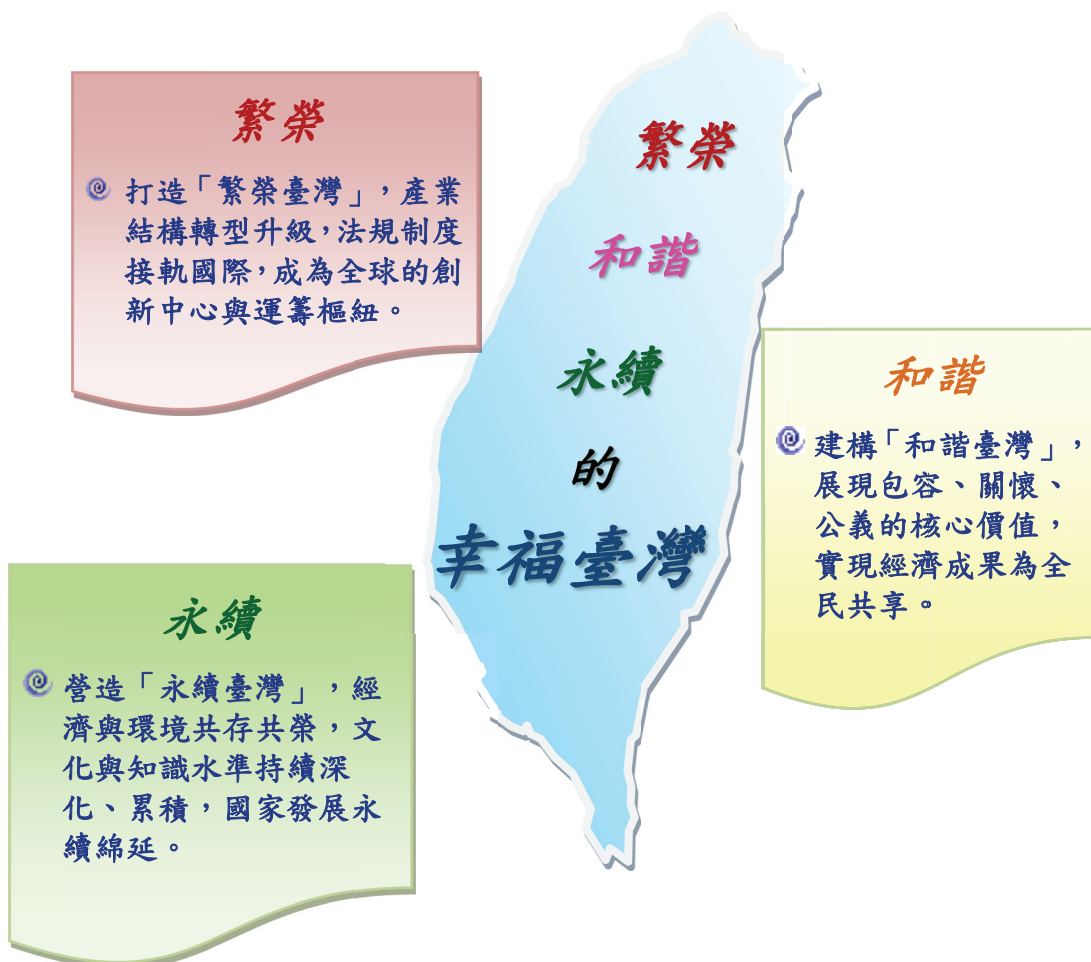 繁榮
打造「繁榮臺灣」，產業
結構轉型升級，法規制度
接軌國際，成為全球的創
新中心與運籌樞紐。
繁榮
和諧
永續
的
幸福臺灣
和諧
建構「和諧臺灣」，
展現包容、關懷、
公義的核心價值，
實現經濟成果為全
民共享。
永續
營造「永續臺灣」，經
濟與環境共存共榮，文
化與知識水準持續深
化、累積，國家發展永
續綿延。